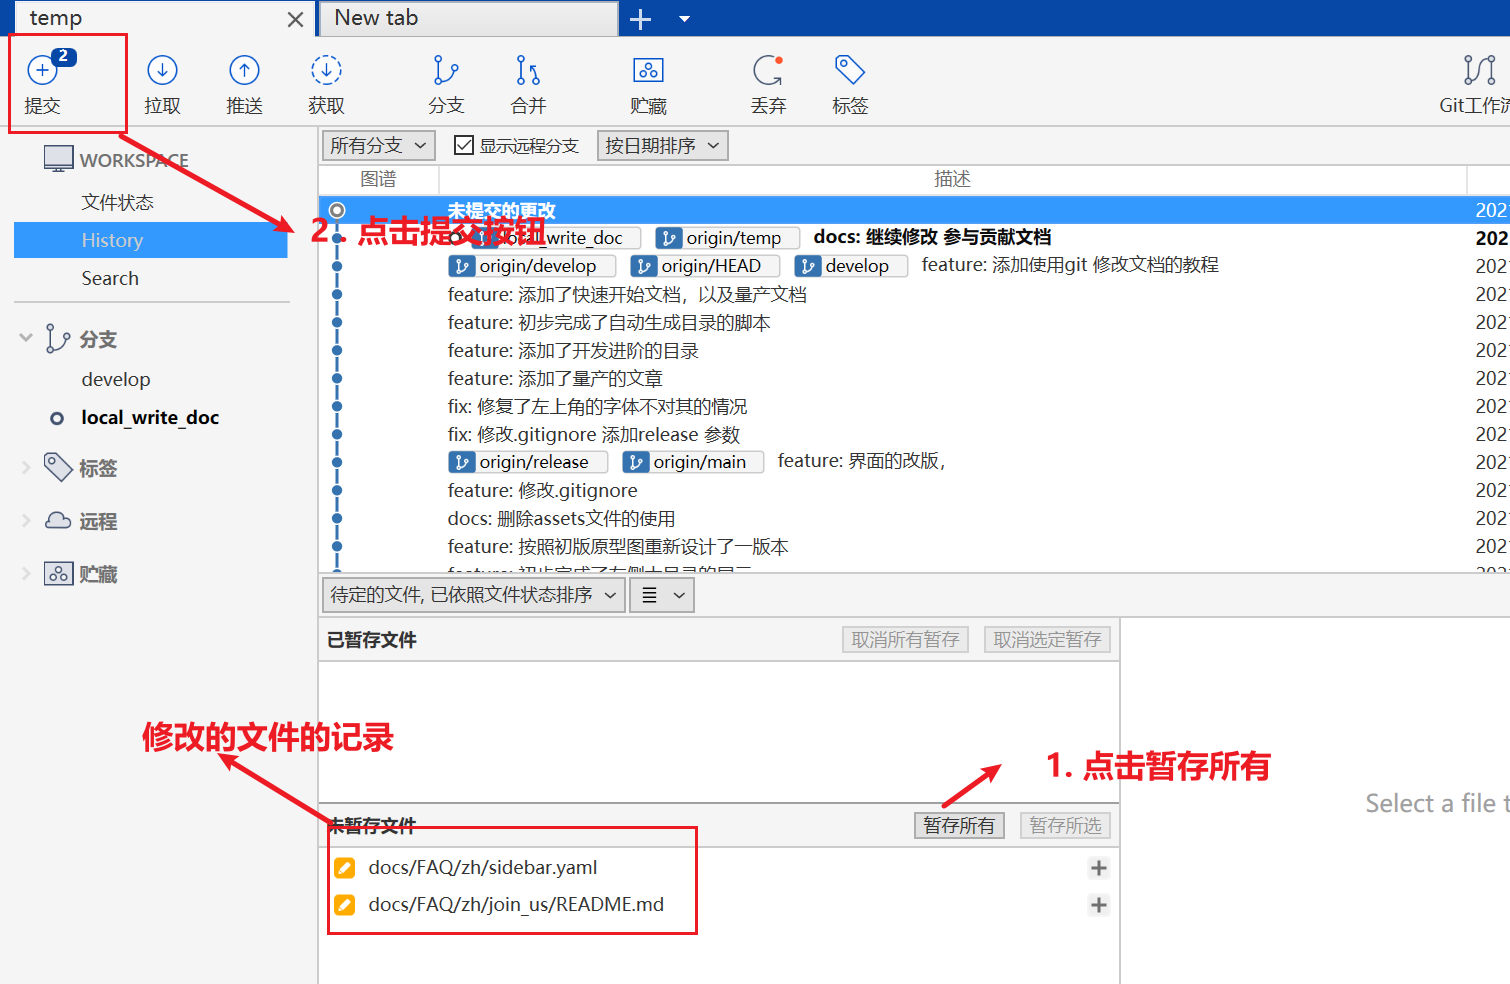 temp
New tab
2
提交
拉取
推送
获取
分支
合并
贮藏
丢弃
标签
Git工作流
WORKSPACE
文件状态
History
Search
分支
develop
local_write_doc
标签
远程
贮藏
所有分支
显示远程分支
按日期排序
图谱
描述
未提交的更改
202
2. 点击提交按钮
local_write_doc origin/temp docs: 继续修改 参与贡献文档
202
origin/develop origin/HEAD develop feature: 添加使用git 修改文档的教程
202
feature: 添加了快速开始文档，以及量产文档
202
feature: 初步完成了自动生成目录的脚本
202
feature: 添加了开发进阶的目录
202
feature: 添加了量产的文章
202
fix: 修复了左上角的字体不对其的情况
202
fix: 修改.gitignore 添加release 参数
202
origin/release origin/main feature: 界面的改版，
202
feature: 修改.gitignore
202
docs: 删除assets文件的使用
202
feature: 按照初版原型图重新设计了一版本
202
待定的文件, 已依照文件状态排序
已暂存文件
取消所有暂存
取消选定暂存
修改的文件的记录
1. 点击暂存所有
Select a file t
未暂存文件
暂存所有
暂存所选
docs/FAQ/zh/sidebar.yaml
docs/FAQ/zh/join_us/README.md